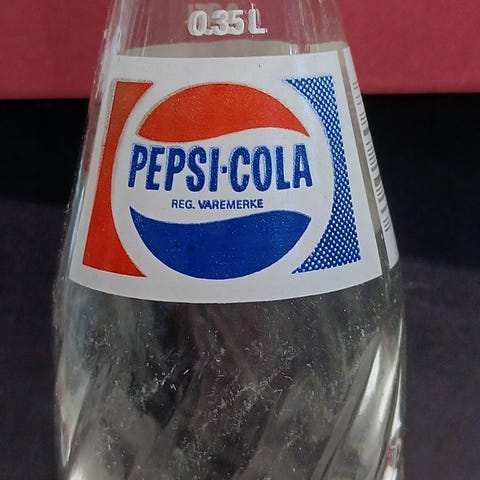 0.35 L
PEPSI·COLA
REG. VAREMERKE